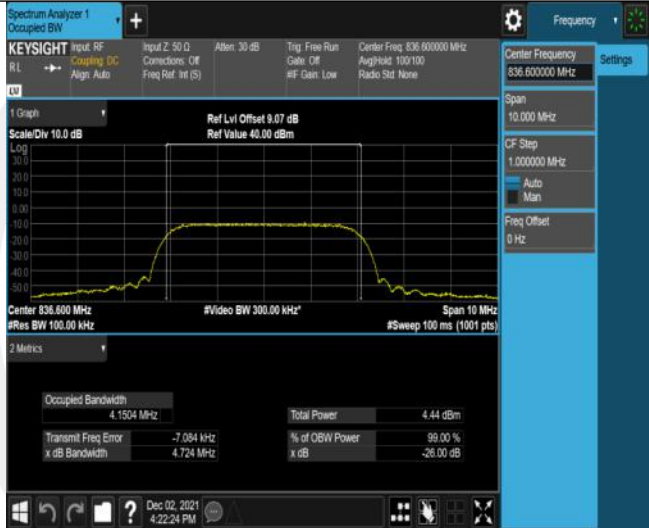 Spectrum Analyzer 1
Occupied BW
+
Frequency
KEYSIGHT
RL
Input: RF
Coupling: DC
Align: Auto
Input Z: 50 Ω
Corrections: Off
Freq Ref: Int (S)
Atten: 30 dB
Trig: Free Run
Gate: Off
#IF Gain: Low
Center Freq: 836.600000 MHz
Avg|Hold: 100/100
Radio Std: None
LV
1 Graph
Scale/Div 10.0 dB
Ref Lvl Offset 9.07 dB
Ref Value 40.00 dBm
Log
30.0
20.0
10.0
0.00
-10.0
-20.0
-30.0
-40.0
-50.0
Center 836.600 MHz
#Res BW 100.00 kHz
#Video BW 300.00 kHz*
Span 10 MHz
#Sweep 100 ms (1001 pts)
2 Metrics
Occupied Bandwidth
4.1504 MHz
Transmit Freq Error -7.084 kHz
x dB Bandwidth 4.724 MHz
Total Power 4.44 dBm
% of OBW Power 99.00 %
x dB -26.00 dB
Center Frequency
836.600000 MHz
Settings
Span
10.000 MHz
CF Step
1.000000 MHz
Auto
Man
Freq Offset
0 Hz
?
Dec 02, 2021
4:22:24 PM